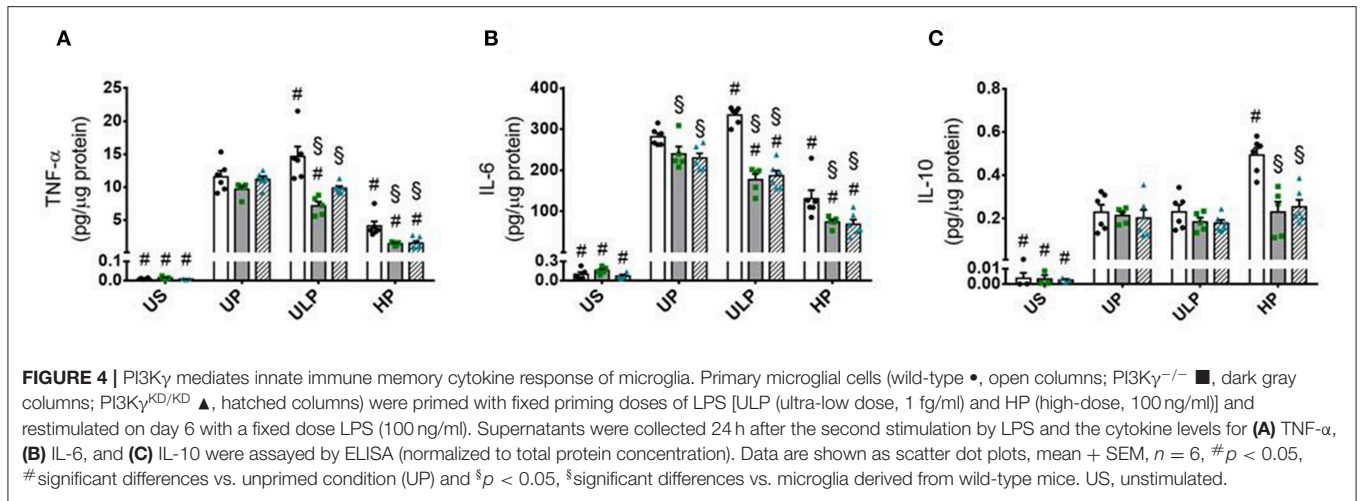 A
B
C
TNF-α
(pg/μg protein)
25
20
15
10
5
0.1
0.0
# # #
#
§
#
§
#
§
#
§
#
US
UP
ULP
HP
IL-6
(pg/μg protein)
400
300
200
100
0.3
0.0
# # #
§
§
#
§
#
§
#
#
§
#
§
#
US
UP
ULP
HP
IL-10
(pg/μg protein)
0.8
0.6
0.4
0.2
0.01
0.00
# # #
#
§
§
US
UP
ULP
HP
FIGURE 4 | PI3Kγ mediates innate immune memory cytokine response of microglia. Primary microglial cells (wild-type •, open columns; PI3Kγ−/− ■, dark gray
columns; PI3KγKD/KD ▲, hatched columns) were primed with fixed priming doses of LPS [ULP (ultra-low dose, 1 fg/ml) and HP (high-dose, 100 ng/ml)] and
restimulated on day 6 with a fixed dose LPS (100 ng/ml). Supernatants were collected 24 h after the second stimulation by LPS and the cytokine levels for (A) TNF-α,
(B) IL-6, and (C) IL-10 were assayed by ELISA (normalized to total protein concentration). Data are shown as scatter dot plots, mean + SEM, n = 6, #p < 0.05,
#significant differences vs. unprimed condition (UP) and §p < 0.05, §significant differences vs. microglia derived from wild-type mice. US, unstimulated.